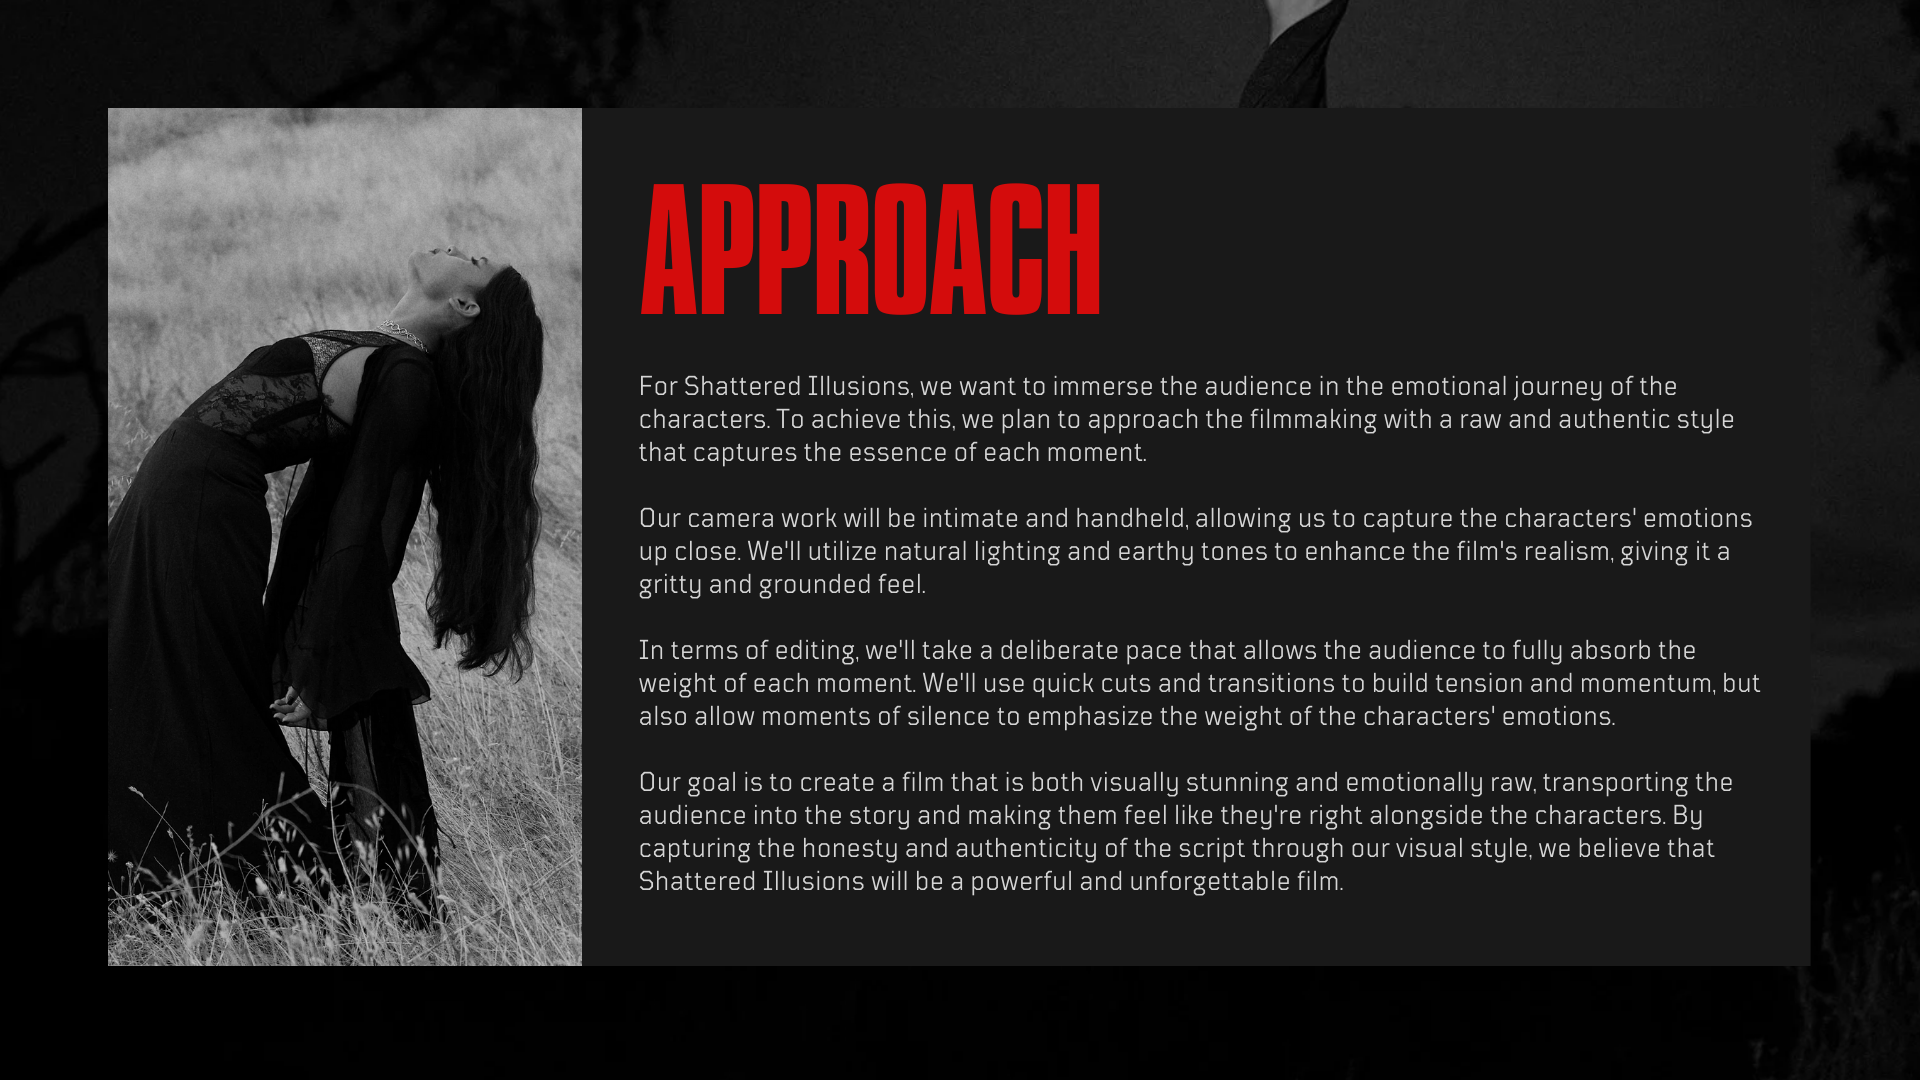 APPROACH
For Shattered Illusions, we want to immerse the audience in the emotional journey of the
characters. To achieve this, we plan to approach the filmmaking with a raw and authentic style
that captures the essence of each moment.
Our camera work will be intimate and handheld, allowing us to capture the characters' emotions
up close. We'll utilize natural lighting and earthy tones to enhance the film's realism, giving it a
gritty and grounded feel.
In terms of editing, we'll take a deliberate pace that allows the audience to fully absorb the
weight of each moment. We'll use quick cuts and transitions to build tension and momentum, but
also allow moments of silence to emphasize the weight of the characters' emotions.
Our goal is to create a film that is both visually stunning and emotionally raw, transporting the
audience into the story and making them feel like they're right alongside the characters. By
capturing the honesty and authenticity of the script through our visual style, we believe that
Shattered Illusions will be a powerful and unforgettable film.